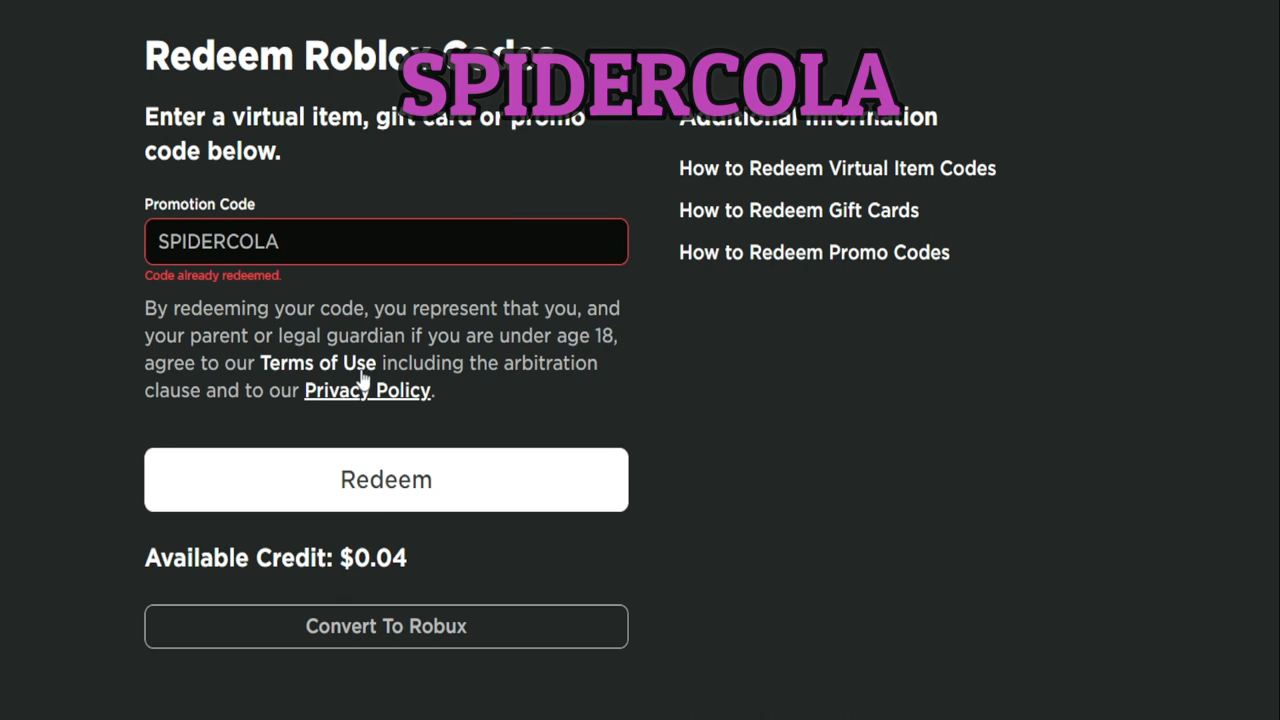 Redeem Roblox Codes
SPIDERCOLA
Enter a virtual item, gift card or promo
code below.
Promotion Code
SPIDERCOLA
Code already redeemed.
By redeeming your code, you represent that you, and
your parent or legal guardian if you are under age 18,
agree to our Terms of Use including the arbitration
clause and to our Privacy Policy.
Redeem
Available Credit: $0.04
Convert To Robux
Additional Information
How to Redeem Virtual Item Codes
How to Redeem Gift Cards
How to Redeem Promo Codes